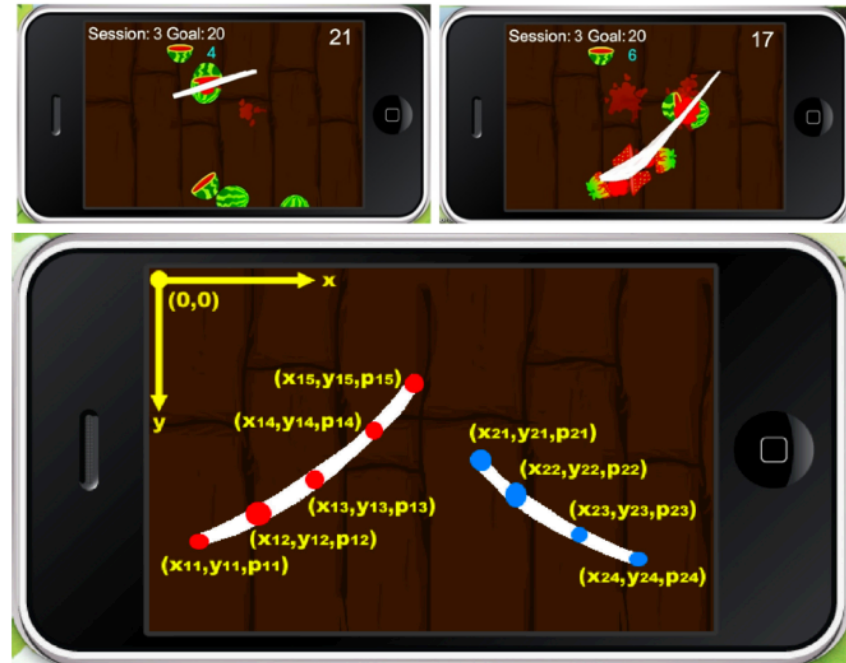 Session: 3 Goal: 20
21
4
Session: 3 Goal: 20
17
6
x
(0,0)
y
(x15,y15,p15)
(x14,y14,p14)
(x13,y13,p13)
(x12,y12,p12)
(x11,y11,p11)
(x21,y21,p21)
(x22,y22,p22)
(x23,y23,p23)
(x24,y24,p24)